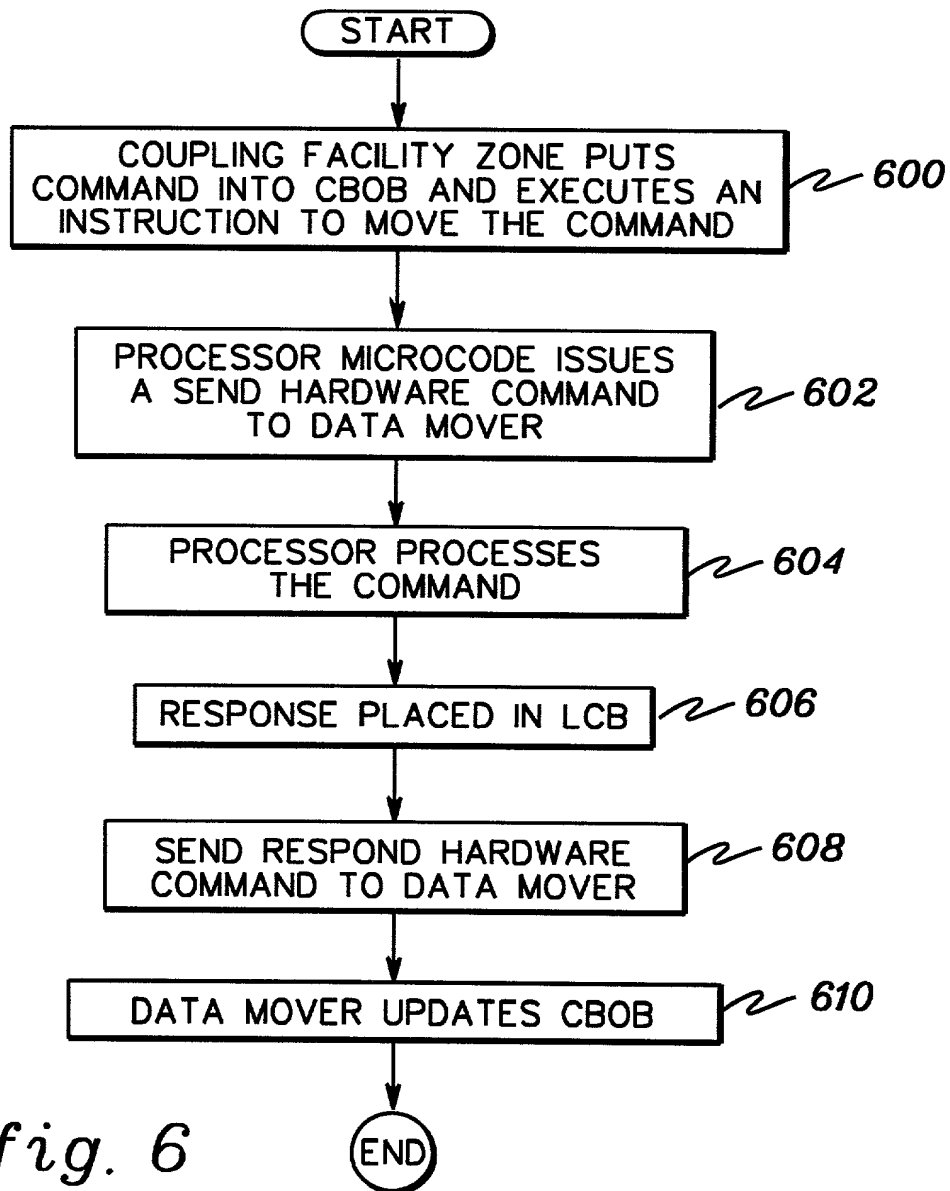 START
COUPLING FACILITY ZONE PUTS
COMMAND INTO CBOB AND EXECUTES AN
INSTRUCTION TO MOVE THE COMMAND
600
PROCESSOR MICROCODE ISSUES
A SEND HARDWARE COMMAND
TO DATA MOVER
602
PROCESSOR PROCESSES
THE COMMAND
604
RESPONSE PLACED IN LCB
606
SEND RESPOND HARDWARE
COMMAND TO DATA MOVER
608
DATA MOVER UPDATES CBOB
610
END
fig. 6